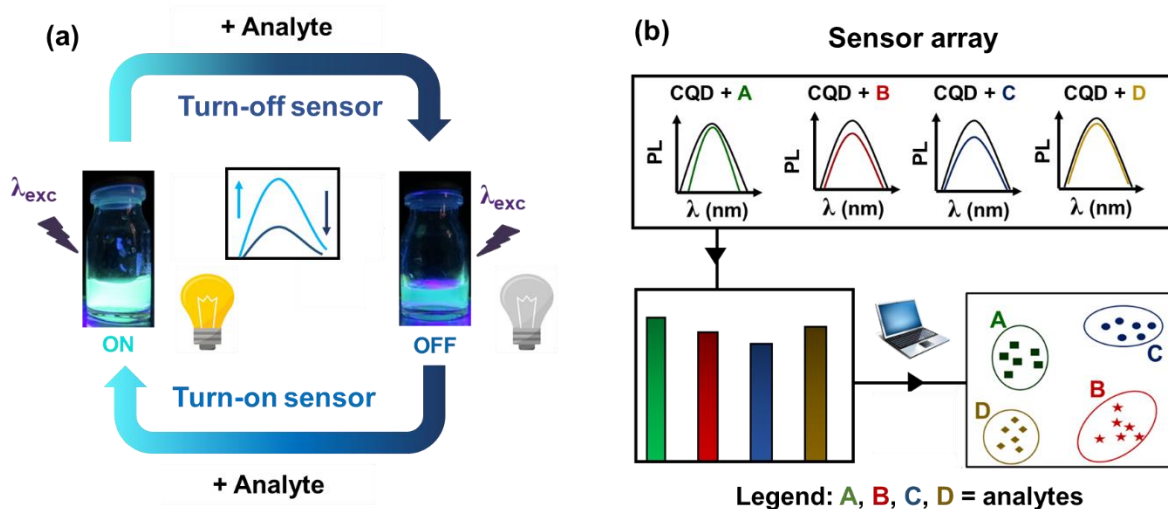 (a)
+ Analyte
Turn-off sensor
λexc
λexc
ON
OFF
Turn-on sensor
+ Analyte
(b)
Sensor array
CQD + A
CQD + B
CQD + C
CQD + D
PL
PL
PL
PL
λ (nm)
λ (nm)
λ (nm)
λ (nm)
A
C
D
B
Legend: A, B, C, D = analytes